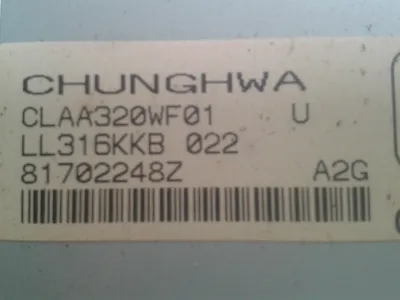 CHUNGHWA
CLAA320WF01 U
LL316KKB 022
81702248Z A2G